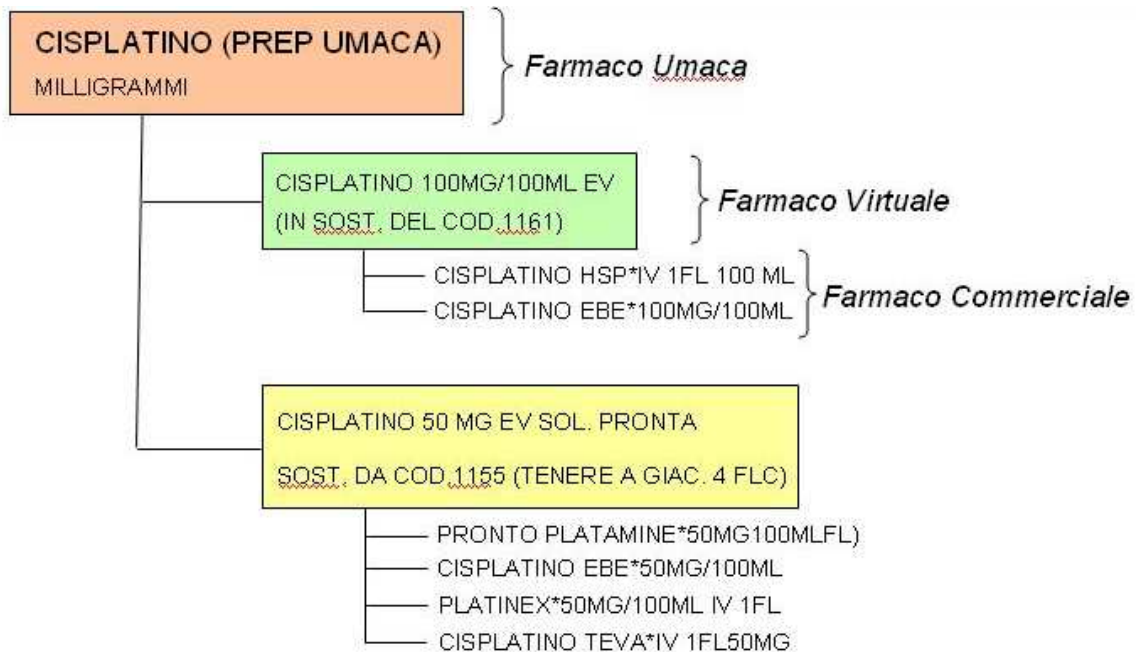 CISPLATINO (PREP UMACA)
MILLIGRAMMI
Farmaco Umaca
CISPLATINO 100MG/100ML EV
(IN SOST. DEL COD.1161)
Farmaco Virtuale
CISPLATINO HSP*IV 1FL 100 ML
CISPLATINO EBE*100MG/100ML
Farmaco Commerciale
CISPLATINO 50 MG EV SOL. PRONTA
SOST. DA COD.1155 (TENERE A GIAC. 4 FLC)
PRONTO PLATAMINE*50MG100MLFL)
CISPLATINO EBE*50MG/100ML
PLATINEX*50MG/100ML IV 1FL
CISPLATINO TEVA*IV 1FL50MG